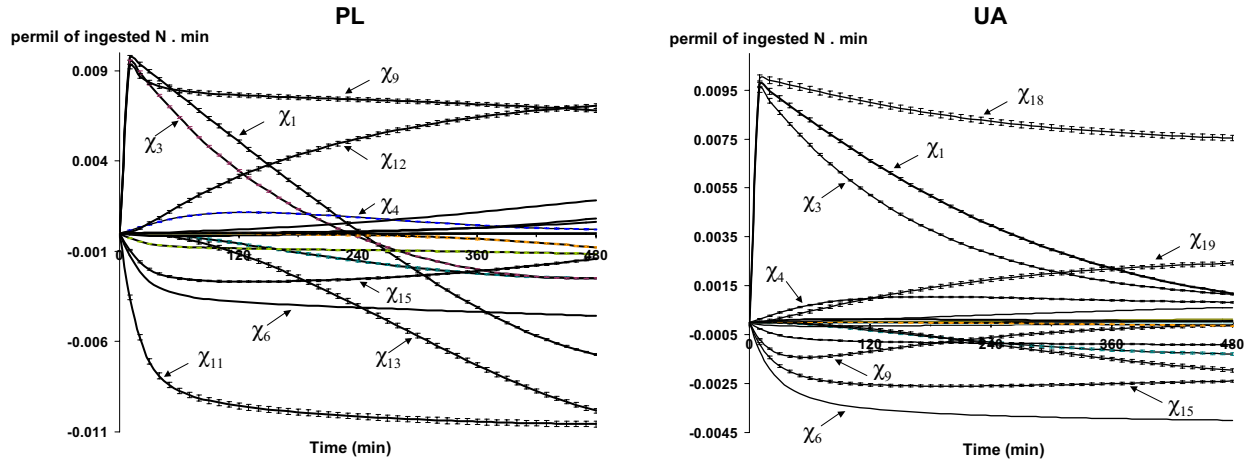 PL
permil of ingested N . min
0.009
0.004
-0.001
-0.006
-0.011
0
120
240
360
480
χ9
χ1
χ3
χ12
χ4
χ15
χ6
χ13
χ11
Time (min)
UA
permil of ingested N . min
0.0095
0.0075
0.0055
0.0035
0.0015
-0.0005
-0.0025
-0.0045
0
120
240
360
480
χ18
χ1
χ3
χ19
χ4
χ9
χ15
χ6
Time (min)